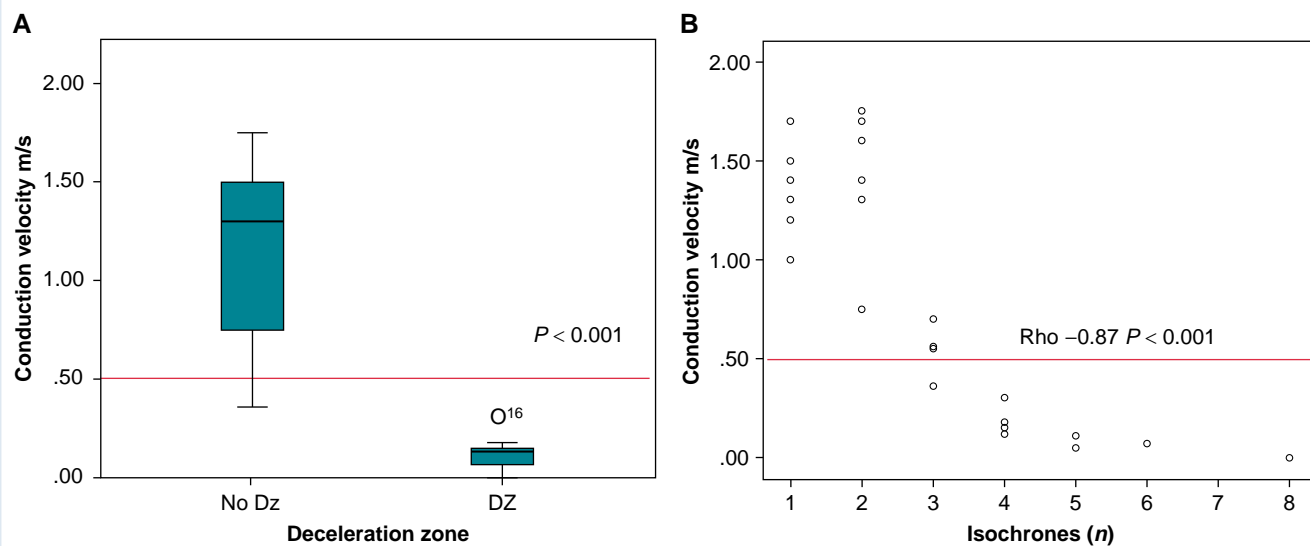 A
Conduction velocity m/s
2.00
1.50
1.00
.50
.00
P < 0.001
O16
No Dz
DZ
Deceleration zone
B
Conduction velocity m/s
2.00
1.50
1.00
.50
.00
Rho −0.87 P < 0.001
1 2 3 4 5 6 7 8
Isochrones (n)